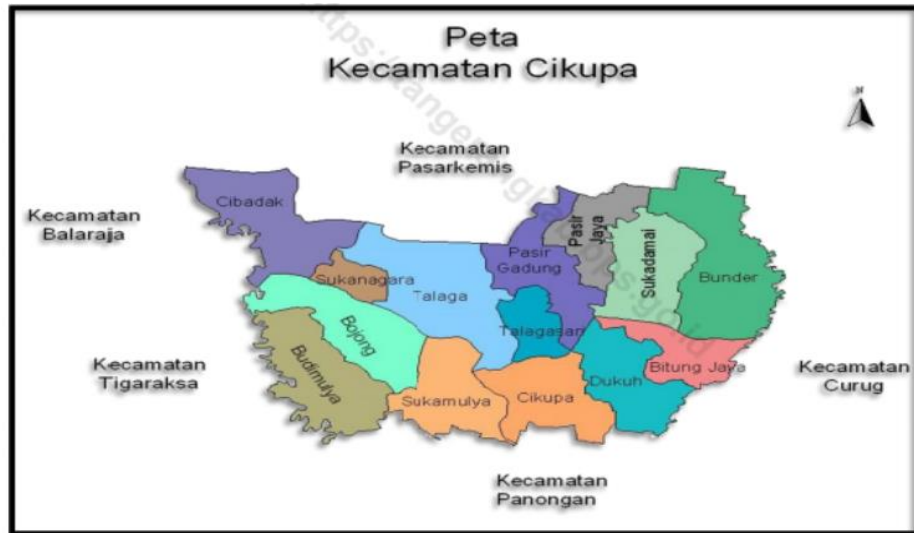 Peta
Kecamatan Cikupa
N
Kecamatan
Pasarkemis
Kecamatan
Balaraja
Cibadak
Pasir
Jaya
Sukadamai
Bunder
Pasir
Gadung
Sukanagara
Talaga
Talagasari
Bojong
Budimulya
Kecamatan
Tigaraksa
Bitung Jaya
Dukuh
Kecamatan
Curug
Sukamulya
Cikupa
Kecamatan
Panongan